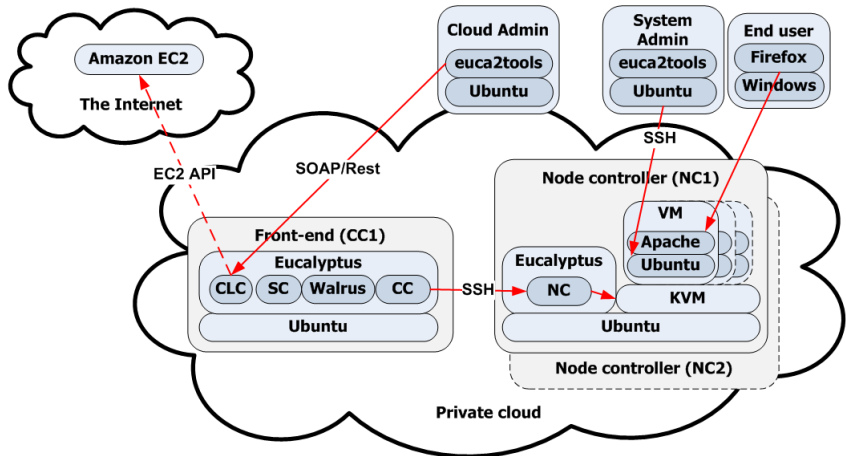 Cloud Admin
euca2tools
Ubuntu
System
Admin
euca2tools
Ubuntu
End user
Firefox
Windows
Amazon EC2
The Internet
EC2 API
SOAP/Rest
SSH
Node controller (NC1)
VM
Apache
Ubuntu
Front-end (CC1)
Eucalyptus
CLC
SC
Walrus
CC
Ubuntu
SSH
Eucalyptus
NC
KVM
Ubuntu
Node controller (NC2)
Private cloud